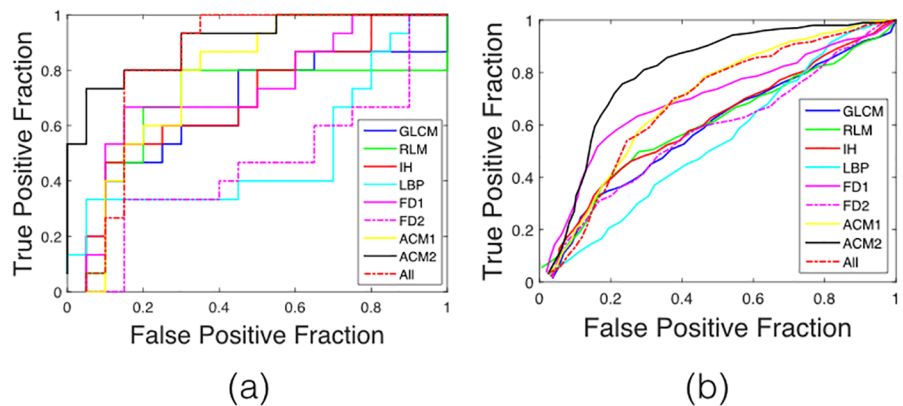 True Positive Fraction
1
0.8
0.6
0.4
0.2
0
0 0.2 0.4 0.6 0.8 1
False Positive Fraction
GLCM
RLM
IH
LBP
FD1
FD2
ACM1
ACM2
All
(a)
True Positive Fraction
1
0.8
0.6
0.4
0.2
0
0 0.2 0.4 0.6 0.8 1
False Positive Fraction
GLCM
RLM
IH
LBP
FD1
FD2
ACM1
ACM2
All
(b)